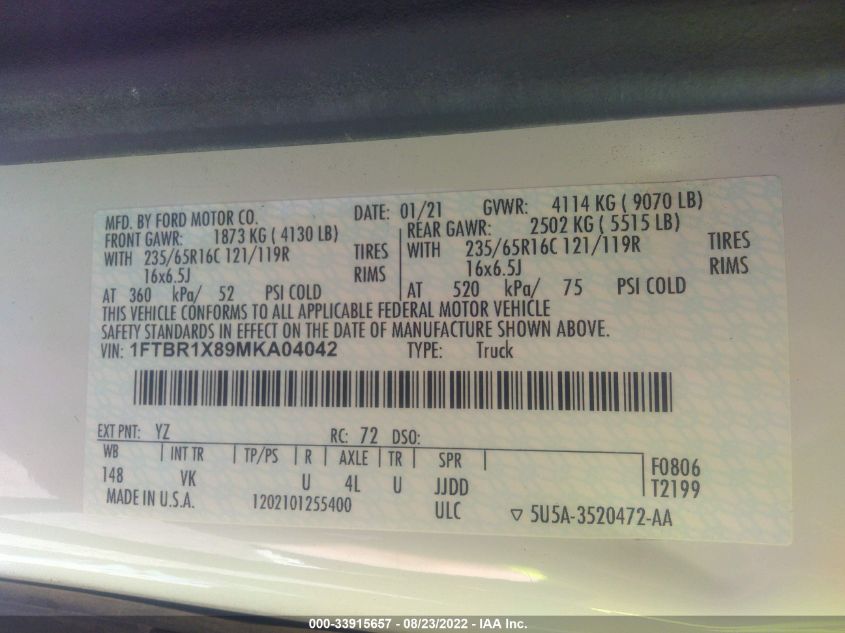 MFD. BY FORD MOTOR CO. DATE: 01/21 GVWR: 4114 KG ( 9070 LB)
FRONT GAWR: 1873 KG ( 4130 LB) REAR GAWR: 2502 KG ( 5515 LB)
WITH 235/65R16C 121/119R TIRES WITH 235/65R16C 121/119R TIRES
16x6.5J RIMS 16x6.5J RIMS
AT 360 kPa/ 52 PSI COLD AT 520 kPa/ 75 PSI COLD
THIS VEHICLE CONFORMS TO ALL APPLICABLE FEDERAL MOTOR VEHICLE
SAFETY STANDARDS IN EFFECT ON THE DATE OF MANUFACTURE SHOWN ABOVE.
VIN: 1FTBR1X89MKA04042 TYPE: Truck
EXT PNT: YZ RC: 72 DSO:
WB INT TR TP/PS R AXLE TR SPR F0806
148 VK U 4L U JJDD T2199
MADE IN U.S.A. 1202101255400 ULC ▽ 5U5A-3520472-AA
000-33915657 - 08/23/2022 - IAA Inc.